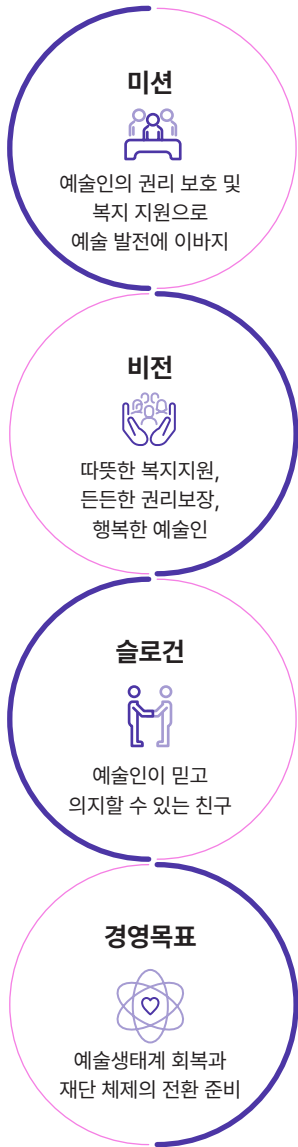 미션
예술인의 권리 보호 및
복지 지원으로
예술 발전에 이바지
비전
따뜻한 복지지원,
든든한 권리보장,
행복한 예술인
슬로건
예술인이 믿고
의지할 수 있는 친구
경영목표
예술생태계 회복과
재단 체제의 전환 준비